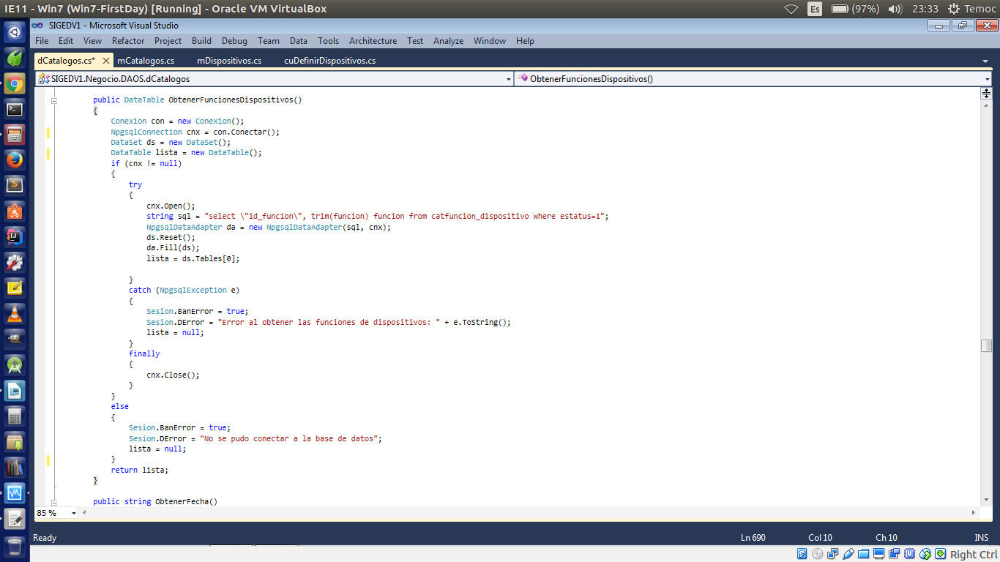 IE11 - Win7 (Win7-FirstDay) [Running] - Oracle VM VirtualBox
Es (97%) 23:33 Temoc
SIGEDV1 - Microsoft Visual Studio
File Edit View Refactor Project Build Debug Team Data Tools Architecture Test Analyze Window Help
dCatalogos.cs* mCatalogos.cs mDispositivos.cs cuDefinirDispositivos.cs
SIGEDV1.Negocio.DAOS.dCatalogos ObtenerFuncionesDispositivos()
public DataTable ObtenerFuncionesDispositivos()
{
Conexion con = new Conexion();
NpgsqlConnection cnx = con.Conectar();
DataSet ds = new DataSet();
DataTable lista = new DataTable();
if (cnx != null)
{
try
{
cnx.Open();
string sql = "select \"id_funcion\", trim(funcion) funcion from catfuncion_dispositivo where estatus=1";
NpgsqlDataAdapter da = new NpgsqlDataAdapter(sql, cnx);
ds.Reset();
da.Fill(ds);
lista = ds.Tables[0];
}
catch (NpgsqlException e)
{
Sesion.BanError = true;
Sesion.DError = "Error al obtener las funciones de dispositivos: " + e.ToString();
lista = null;
}
finally
{
cnx.Close();
}
}
else
{
Sesion.BanError = true;
Sesion.DError = "No se pudo conectar a la base de datos";
lista = null;
}
return lista;
}
public string ObtenerFecha()
85 %
Ready Ln 690 Col 10 Ch 10 INS
Right Ctrl